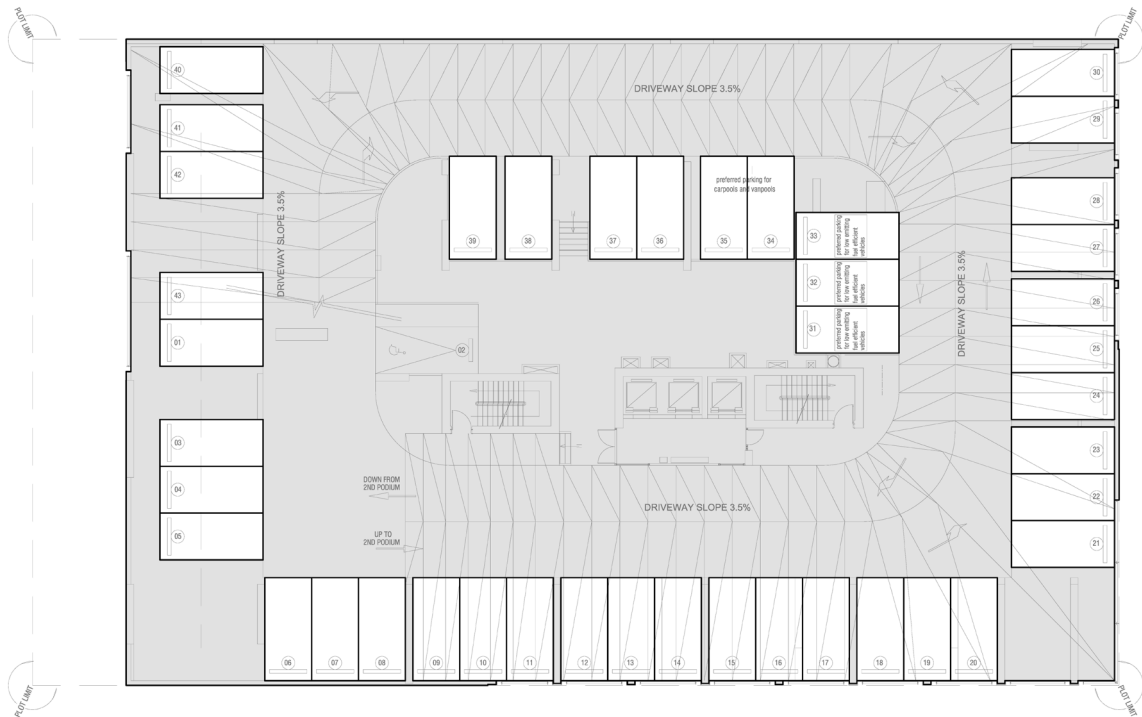 PLOT LIMIT
PLOT LIMIT
40
30
DRIVEWAY SLOPE 3.5%
41
29
42
preferred parking for
carpools and vanpools
28
39
38
37
36
35
34
33
preferred parking
for low emitting
fuel efficient
vehicles
27
DRIVEWAY SLOPE 3.5%
32
preferred parking
for low emitting
fuel efficient
vehicles
DRIVEWAY SLOPE 3.5%
43
26
01
31
preferred parking
for low emitting
fuel efficient
vehicles
25
02
24
03
23
04
DOWN FROM
2ND PODIUM
22
DRIVEWAY SLOPE 3.5%
05
UP TO
2ND PODIUM
21
06
07
08
09
10
11
12
13
14
15
16
17
18
19
20
PLOT LIMIT
PLOT LIMIT